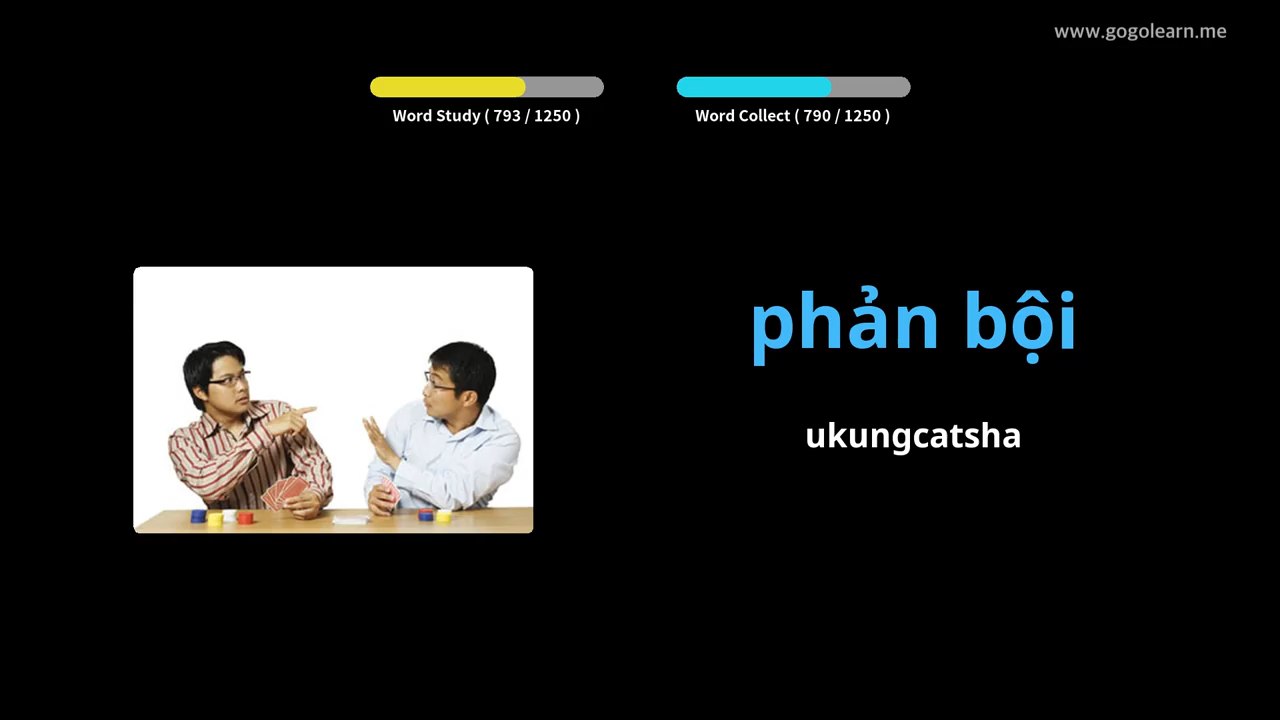 www.gogolearn.me
Word Study ( 793 / 1250 )
Word Collect ( 790 / 1250 )
phản bội
ukungcatsha